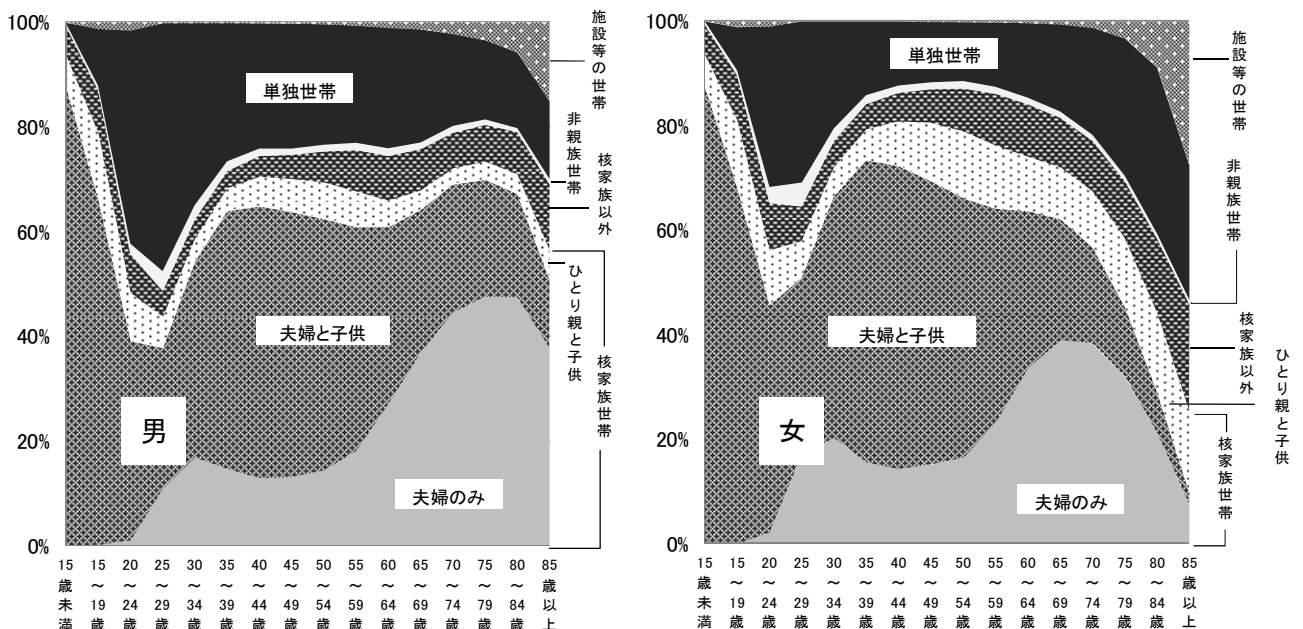 100%
80%
60%
40%
20%
0%
単独世帯
夫婦と子供
男
夫婦のみ
施設等の世帯
非親族世帯
核家族以外
ひとり親と子供
核家族世帯
15歳未満
15～19歳
20～24歳
25～29歳
30～34歳
35～39歳
40～44歳
45～49歳
50～54歳
55～59歳
60～64歳
65～69歳
70～74歳
75～79歳
80～84歳
85歳以上
100%
80%
60%
40%
20%
0%
単独世帯
夫婦と子供
女
夫婦のみ
施設等の世帯
非親族世帯
核家族以外
ひとり親と子供
核家族世帯
15歳未満
15～19歳
20～24歳
25～29歳
30～34歳
35～39歳
40～44歳
45～49歳
50～54歳
55～59歳
60～64歳
65～69歳
70～74歳
75～79歳
80～84歳
85歳以上